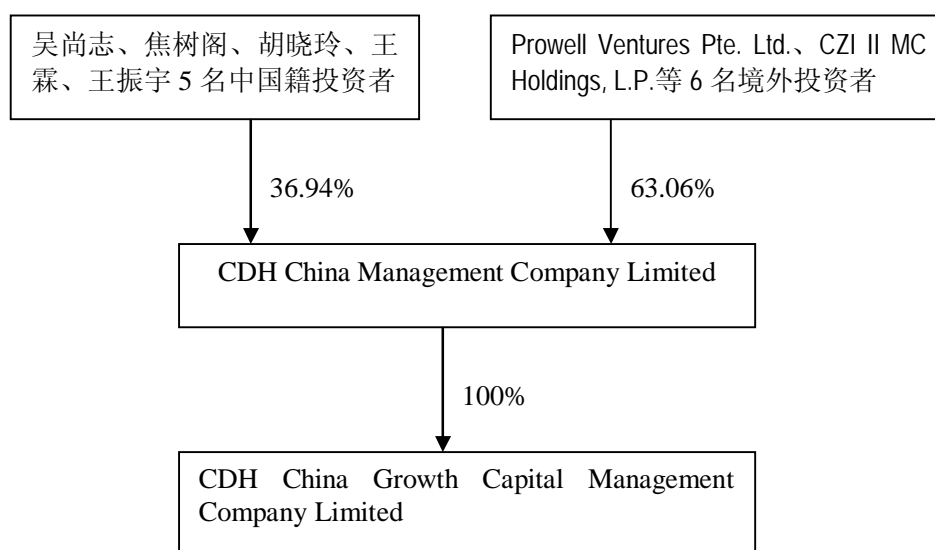 吴尚志、焦树阁、胡晓玲、王
霖、王振宇 5 名中国籍投资者
Prowell Ventures Pte. Ltd.、CZI II MC
Holdings, L.P.等 6 名境外投资者
36.94%
63.06%
CDH China Management Company Limited
100%
CDH China Growth Capital Management
Company Limited